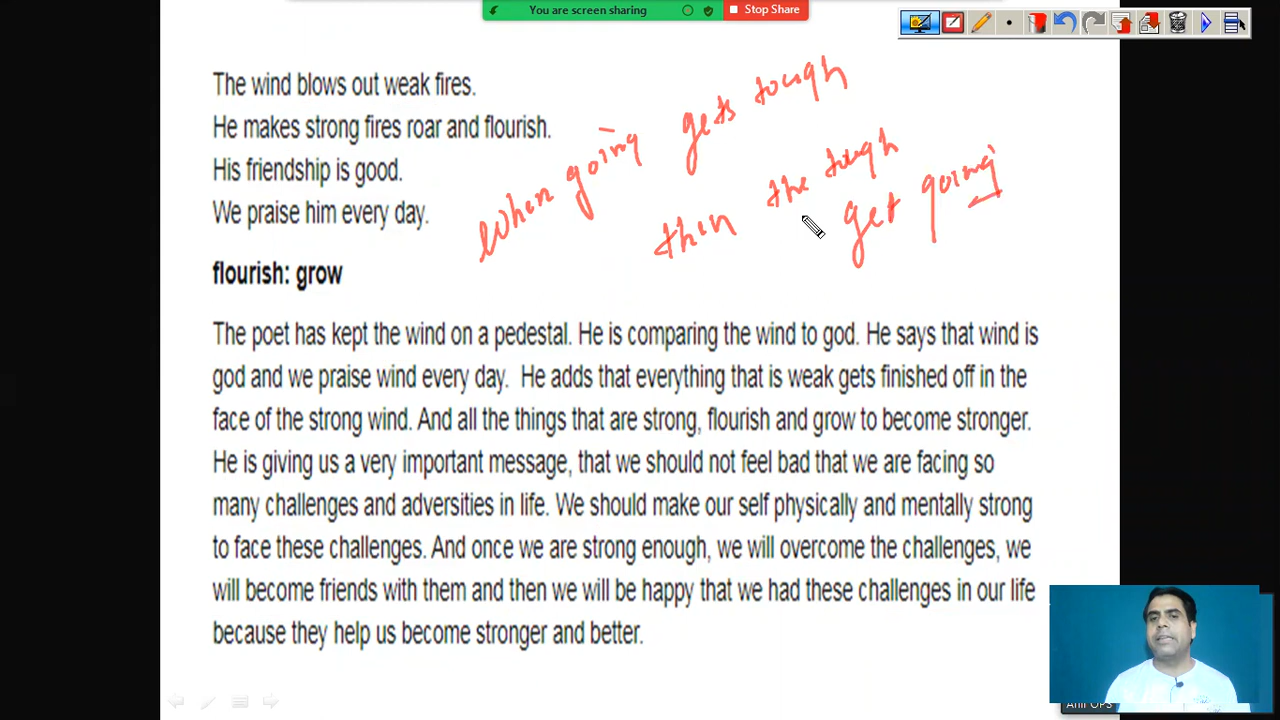 You are screen sharing Stop Share
The wind blows out weak fires.
He makes strong fires roar and flourish.
His friendship is good.
We praise him every day.
When going gets tough
then the tough get going
flourish: grow
The poet has kept the wind on a pedestal. He is comparing the wind to god. He says that wind is
god and we praise wind every day. He adds that everything that is weak gets finished off in the
face of the strong wind. And all the things that are strong, flourish and grow to become stronger.
He is giving us a very important message, that we should not feel bad that we are facing so
many challenges and adversities in life. We should make our self physically and mentally strong
to face these challenges. And once we are strong enough, we will overcome the challenges, we
will become friends with them and then we will be happy that we had these challenges in our life
because they help us become stronger and better.